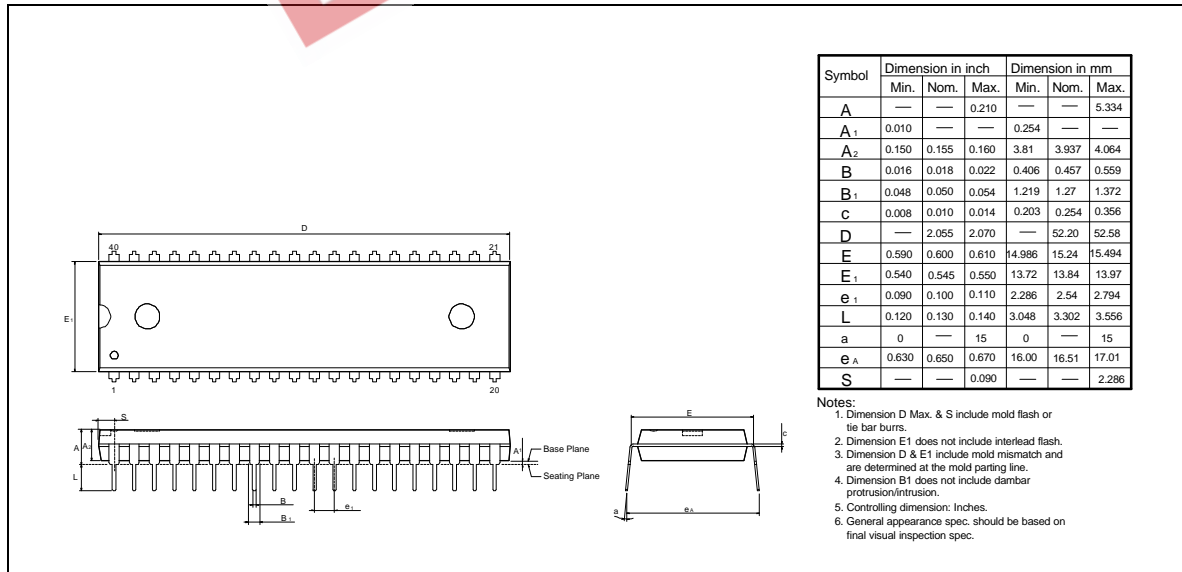 Symbol Dimension in inch Dimension in mm
Min. Nom. Max. Min. Nom. Max.
A — — 0.210 — — 5.334
A1 0.010 — — 0.254 — —
A2 0.150 0.155 0.160 3.81 3.937 4.064
B 0.016 0.018 0.022 0.406 0.457 0.559
B1 0.048 0.050 0.054 1.219 1.27 1.372
c 0.008 0.010 0.014 0.203 0.254 0.356
D — 2.055 2.070 — 52.20 52.58
E 0.590 0.600 0.610 14.986 15.24 15.494
E1 0.540 0.545 0.550 13.72 13.84 13.97
e1 0.090 0.100 0.110 2.286 2.54 2.794
L 0.120 0.130 0.140 3.048 3.302 3.556
a 0 — 15 0 — 15
eA 0.630 0.650 0.670 16.00 16.51 17.01
S — — 0.090 — — 2.286
Notes:
1. Dimension D Max. & S include mold flash or
tie bar burrs.
2. Dimension E1 does not include interlead flash.
3. Dimension D & E1 include mold mismatch and
are determined at the mold parting line.
4. Dimension B1 does not include dambar
protrusion/intrusion.
5. Controlling dimension: Inches.
6. General appearance spec. should be based on
final visual inspection spec.
D
40 21
E1
1 20
S
A A2 A1 Base Plane
L Seating Plane
B e1
B1
E
c
a eA